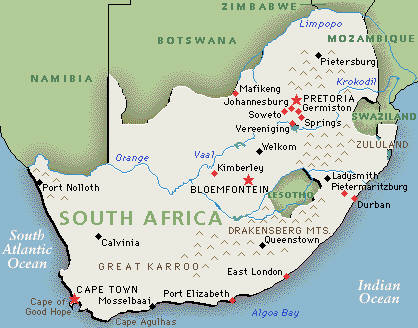 ZIMBABWE
Limpopo
BOTSWANA
MOZAMBIQUE
Pietersburg
NAMIBIA
Krokodil
Mafikeng
Johannesburg
PRETORIA
Germiston
Soweto
Springs
SWAZILAND
Vereeniging
ZULULAND
Orange
Vaal
Welkom
Kimberley
Ladysmith
Port Nolloth
BLOEMFONTEIN
LESOTHO
Pietermaritzburg
Durban
SOUTH AFRICA
DRAKENSBERG MTS.
South
Atlantic
Ocean
Calvinia
Queenstown
GREAT KARROO
East London
Indian
Ocean
CAPE TOWN
Cape of
Good Hope
Mosselbaai
Port Elizabeth
Algoa Bay
Cape Agulhas